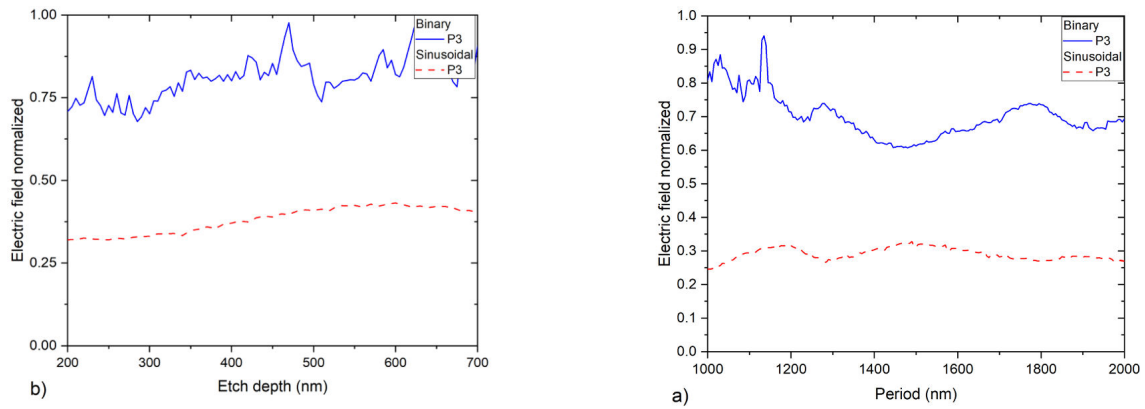 1.00
0.75
0.50
0.25
0.00
Electric field normalized
Binary
P3
Sinusoidal
P3
200 300 400 500 600 700
Etch depth (nm)
b)
1.0
0.9
0.8
0.7
0.6
0.5
0.4
0.3
0.2
0.1
0.0
Electric field normalized
Binary
P3
Sinusoidal
P3
1000 1200 1400 1600 1800 2000
Period (nm)
a)